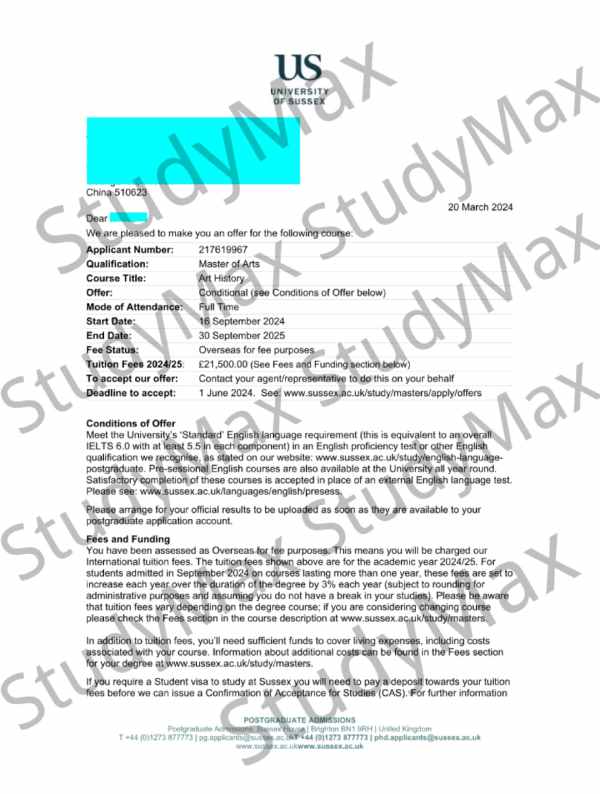 US
UNIVERSITY
OF SUSSEX
China 510623
20 March 2024
Dear
We are pleased to make you an offer for the following course:
Applicant Number: 217619967
Qualification: Master of Arts
Course Title: Art History
Offer: Conditional (see Conditions of Offer below)
Mode of Attendance: Full Time
Start Date: 16 September 2024
End Date: 30 September 2025
Fee Status: Overseas for fee purposes
Tuition Fees 2024/25: £21,500.00 (See Fees and Funding section below)
To accept our offer: Contact your agent/representative to do this on your behalf
Deadline to accept: 1 June 2024. See: www.sussex.ac.uk/study/masters/apply/offers
Conditions of Offer
Meet the University's 'Standard' English language requirement (this is equivalent to an overall
IELTS 6.0 with at least 5.5 in each component) in an English proficiency test or other English
qualification we recognise, as stated on our website: www.sussex.ac.uk/study/english-language-
postgraduate. Pre-sessional English courses are also available at the University all year round.
Satisfactory completion of these courses is accepted in place of an external English language test.
Please see: www.sussex.ac.uk/languages/english/presess.
Please arrange for your official results to be uploaded as soon as they are available to your
postgraduate application account.
Fees and Funding
You have been assessed as Overseas for fee purposes. This means you will be charged our
International tuition fees. The tuition fees shown above are for the academic year 2024/25. For
students admitted in September 2024 on courses lasting more than one year, these fees are set to
increase each year over the duration of the degree by 3% each year (subject to rounding for
administrative purposes and assuming you do not have a break in your studies). Please be aware
that tuition fees vary depending on the degree course; if you are considering changing course
please check the Fees section in the course description at www.sussex.ac.uk/study/masters.
In addition to tuition fees, you'll need sufficient funds to cover living expenses, including costs
associated with your course. Information about additional costs can be found in the Fees section
for your degree at www.sussex.ac.uk/study/masters.
If you require a Student visa to study at Sussex you will need to pay a deposit towards your tuition
fees before we can issue a Confirmation of Acceptance for Studies (CAS). For further information
POSTGRADUATE ADMISSIONS
Postgraduate Admissions, Sussex House | Brighton BN1 9RH | United Kingdom
T +44 (0)1273 877773 | pg.applicants@sussex.ac.ukT +44 (0)1273 877773 | phd.applicants@sussex.ac.uk
www.sussex.ac.ukwww.sussex.ac.uk
StudyMax StudyMax
StudyMax StudyMax
StudyMax StudyMax
StudyMax StudyMax